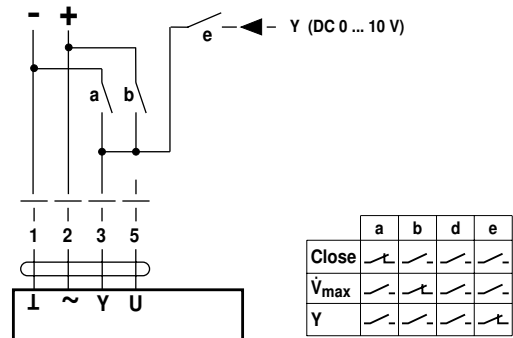 - +
e Y (DC 0 ... 10 V)
a b
1 2 3 5
⊥ ~ Y U
a b d e
Close
V̇max
Y